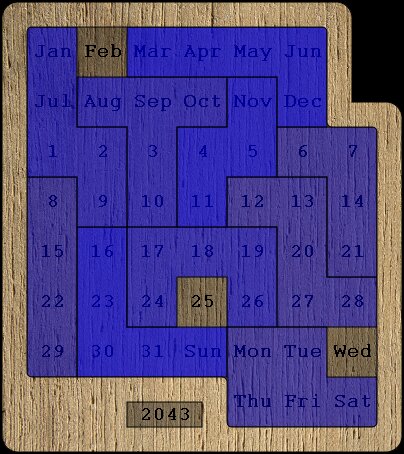 Jan Feb Mar Apr May Jun
Jul Aug Sep Oct Nov Dec
1 2 3 4 5 6 7
8 9 10 11 12 13 14
15 16 17 18 19 20 21
22 23 24 25 26 27 28
29 30 31 Sun Mon Tue Wed
Thu Fri Sat
2043